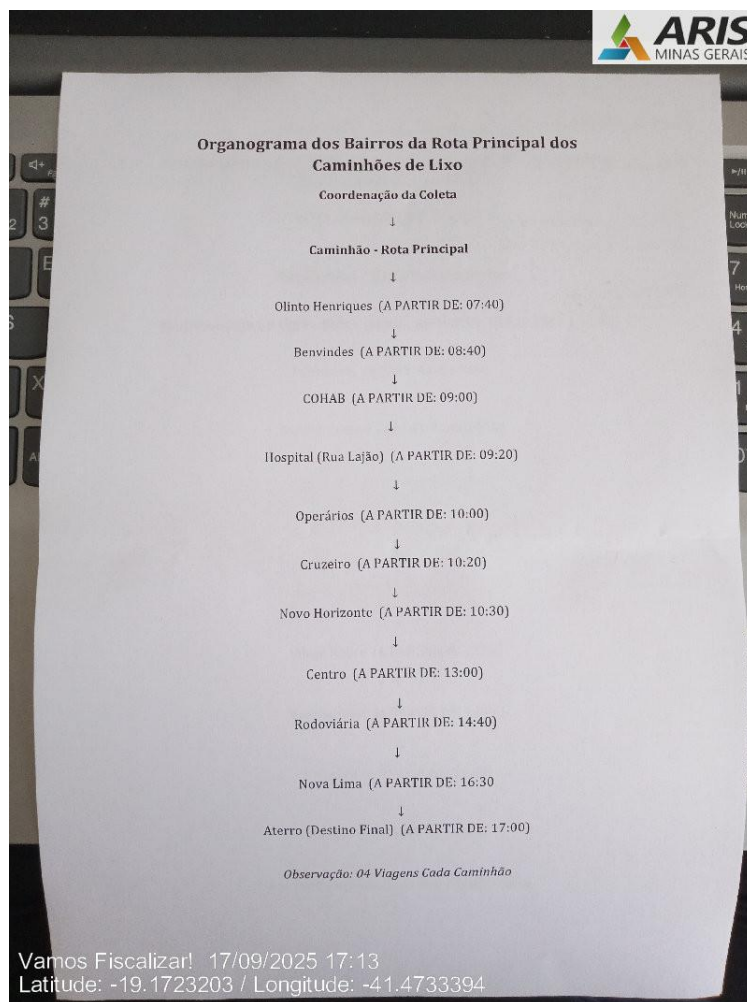 ARIS
MINAS GERAIS
Organograma dos Bairros da Rota Principal dos
Caminhões de Lixo
Coordenação da Coleta
↓
Caminhão - Rota Principal
↓
Olinto Henriques (A PARTIR DE: 07:40)
↓
Benvindes (A PARTIR DE: 08:40)
↓
COHAB (A PARTIR DE: 09:00)
↓
Hospital (Rua Lajão) (A PARTIR DE: 09:20)
↓
Operários (A PARTIR DE: 10:00)
↓
Cruzeiro (A PARTIR DE: 10:20)
↓
Novo Horizonte (A PARTIR DE: 10:30)
↓
Centro (A PARTIR DE: 13:00)
↓
Rodoviária (A PARTIR DE: 14:40)
↓
Nova Lima (A PARTIR DE: 16:30
↓
Aterro (Destino Final) (A PARTIR DE: 17:00)
Observação: 04 Viagens Cada Caminhão
Vamos Fiscalizar! 17/09/2025 17:13
Latitude: -19.1723203 / Longitude: -41.4733394